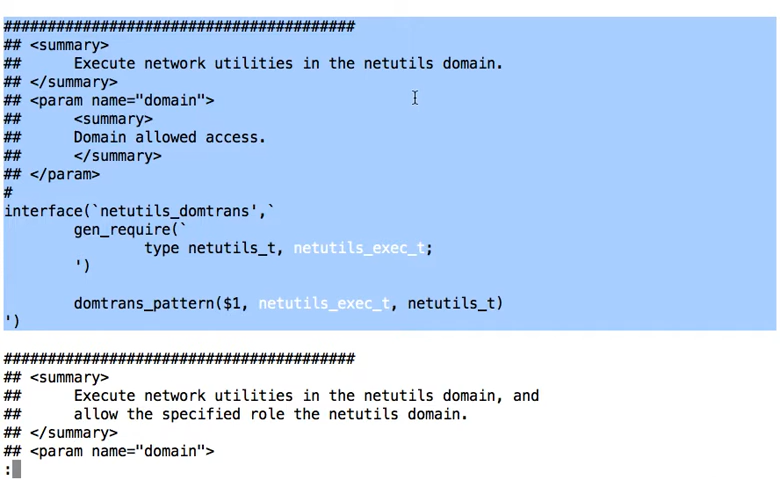 ########################################
## <summary>
##      Execute network utilities in the netutils domain.
## </summary>
## <param name="domain">
##      <summary>
##      Domain allowed access.
##      </summary>
## </param>
#
interface(`netutils_domtrans',`
        gen_require(`
                type netutils_t, netutils_exec_t;
        ')

        domtrans_pattern($1, netutils_exec_t, netutils_t)
')

########################################
## <summary>
##      Execute network utilities in the netutils domain, and
##      allow the specified role the netutils domain.
## </summary>
## <param name="domain">
: